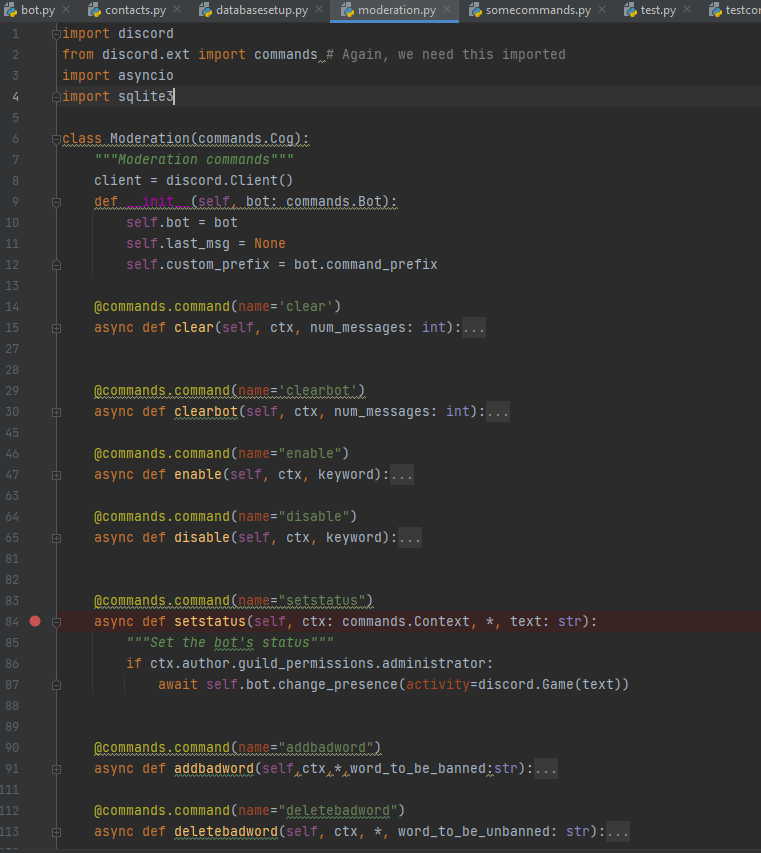 bot.py × contacts.py × databasesetup.py × moderation.py × somecommands.py × test.py × testcor
1 import discord
2 from discord.ext import commands # Again, we need this imported
3 import asyncio
4 import sqlite3
5
6 class Moderation(commands.Cog):
7 """Moderation commands"""
8 client = discord.Client()
9 def __init__(self, bot: commands.Bot):
10 self.bot = bot
11 self.last_msg = None
12 self.custom_prefix = bot.command_prefix
13
14 @commands.command(name='clear')
15 async def clear(self, ctx, num_messages: int):...
27
28
29 @commands.command(name='clearbot')
30 async def clearbot(self, ctx, num_messages: int):...
45
46 @commands.command(name="enable")
47 async def enable(self, ctx, keyword):...
63
64 @commands.command(name="disable")
65 async def disable(self, ctx, keyword):...
81
82
83 @commands.command(name="setstatus")
84 async def setstatus(self, ctx: commands.Context, *, text: str):
85 """Set the bot's status"""
86 if ctx.author.guild_permissions.administrator:
87 await self.bot.change_presence(activity=discord.Game(text))
88
89
90 @commands.command(name="addbadword")
91 async def addbadword(self,ctx,*,word_to_be_banned:str):...
111
112 @commands.command(name="deletebadword")
113 async def deletebadword(self, ctx, *, word_to_be_unbanned: str):...